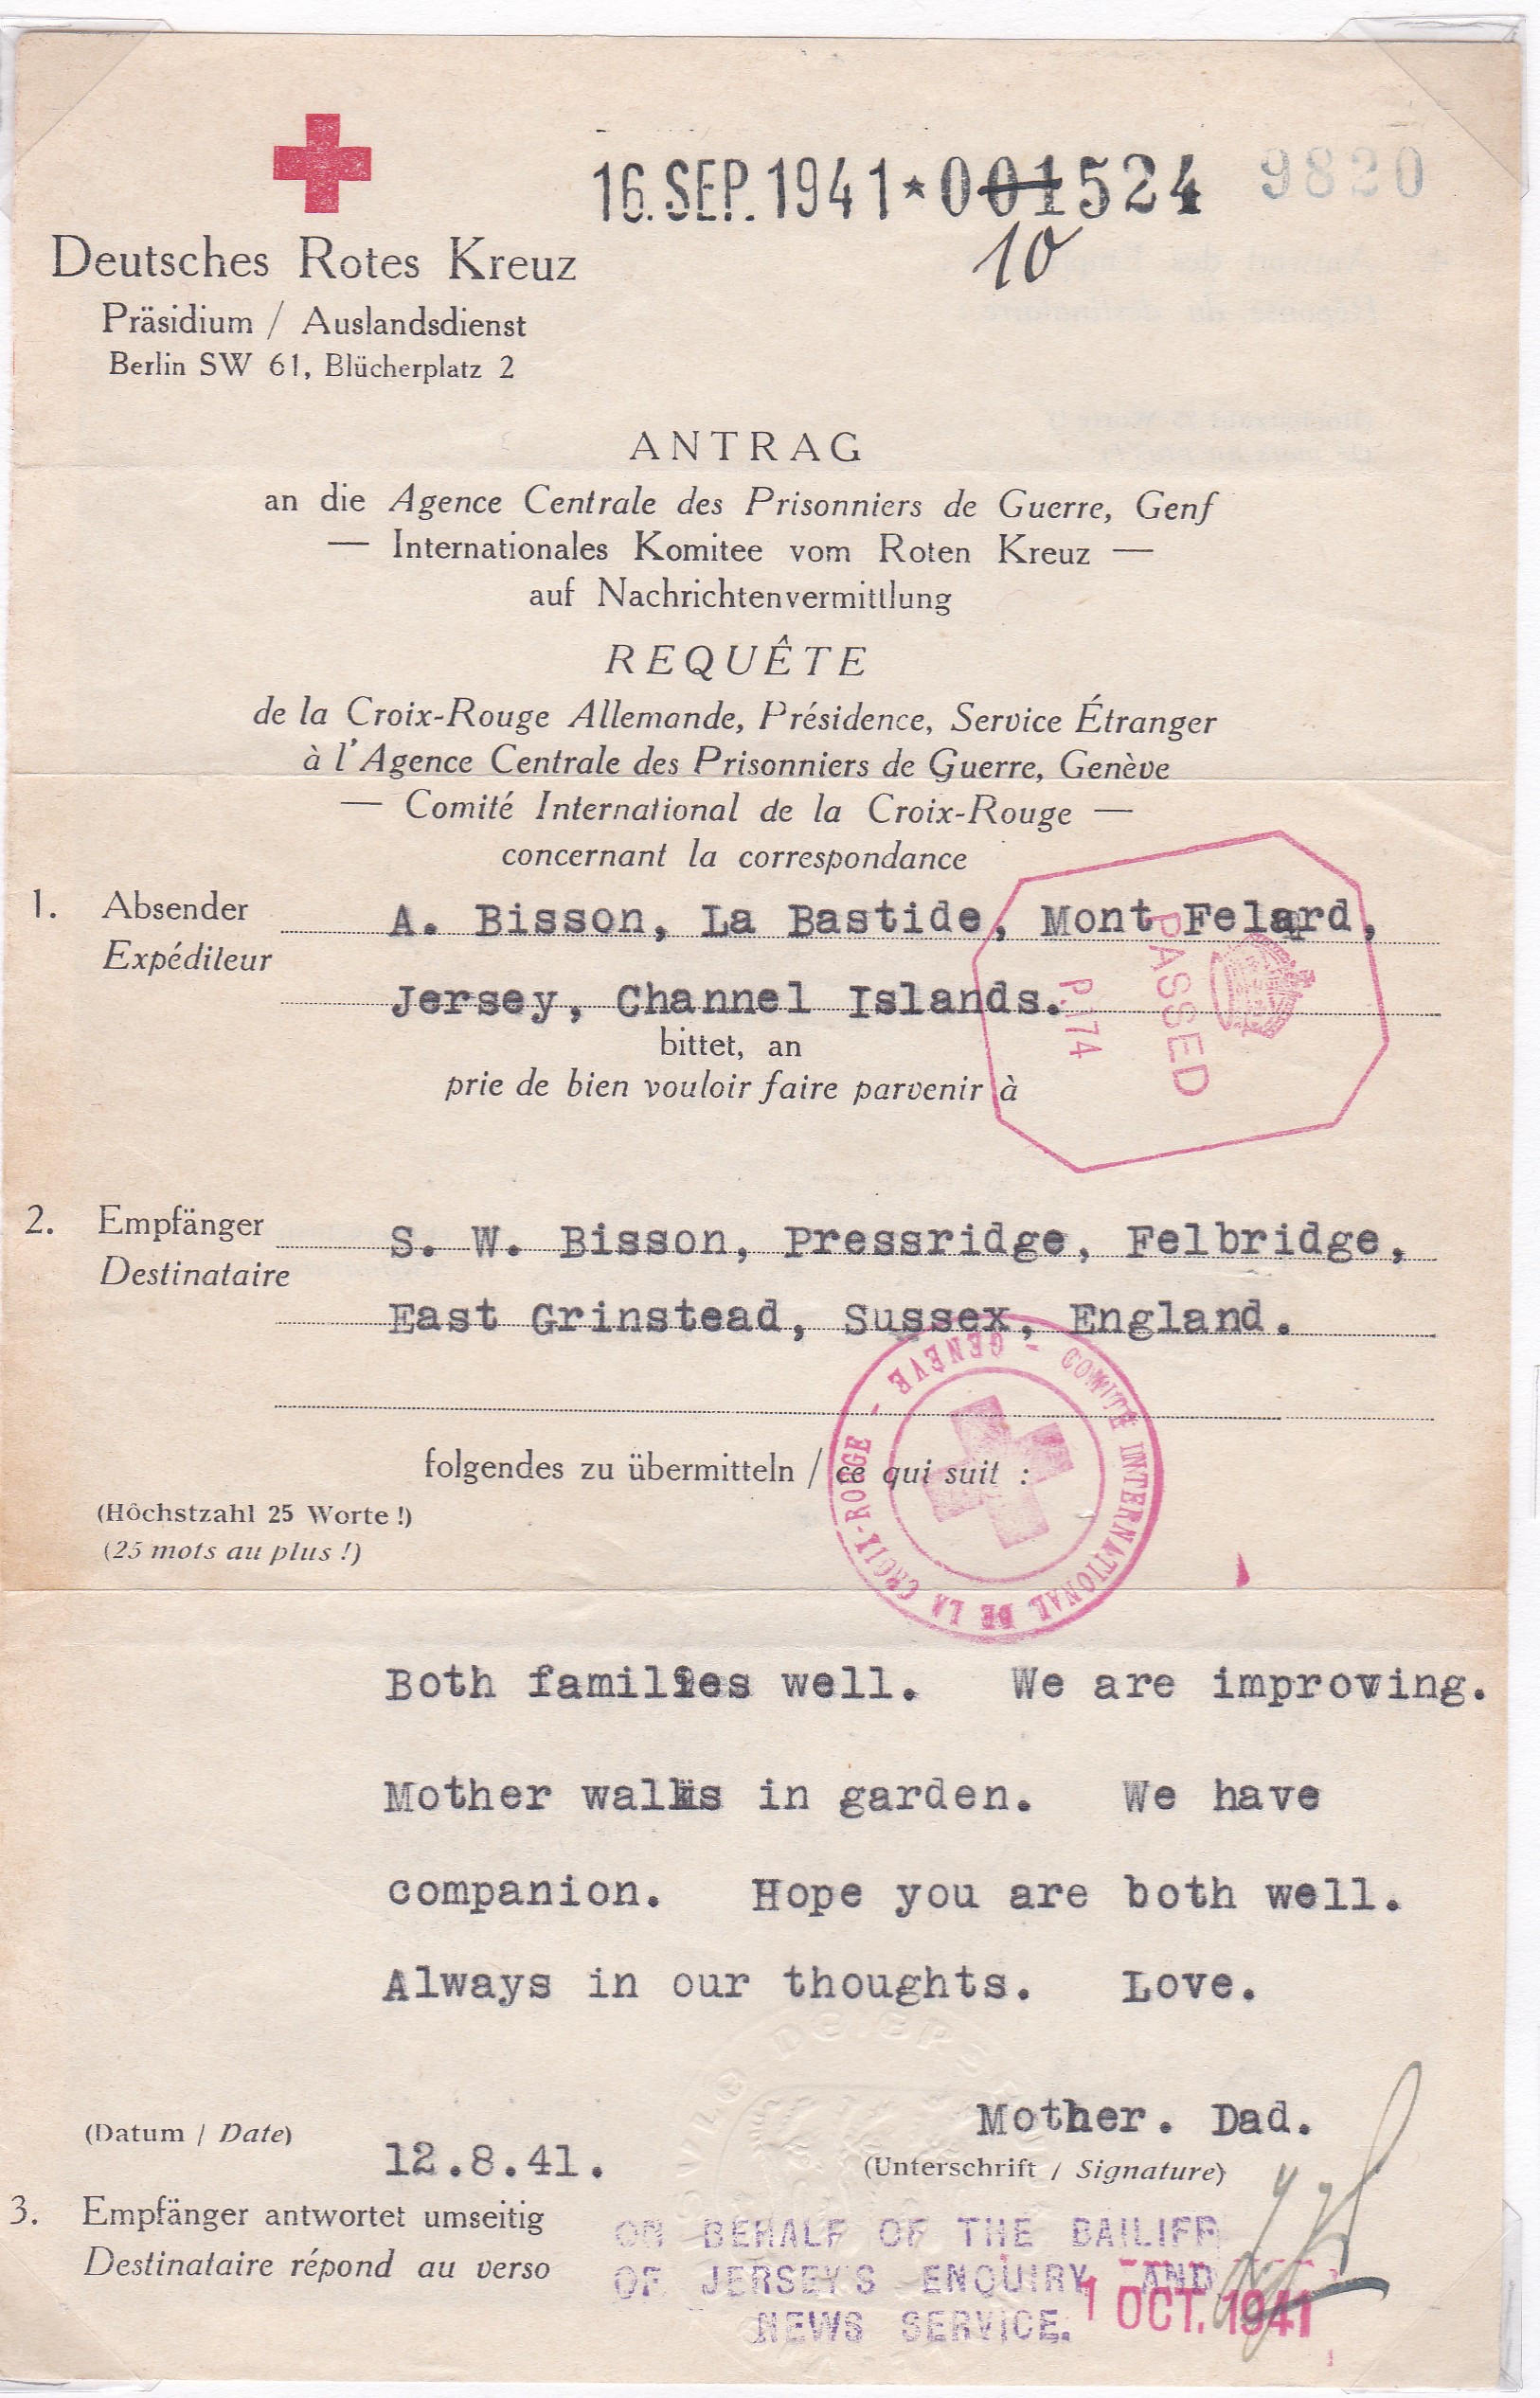 16. SEP. 1941 * 0001524 9820
10
Deutsches Rotes Kreuz
Präsidium / Auslandsdienst
Berlin SW 61, Blücherplatz 2
ANTRAG
an die Agence Centrale des Prisonniers de Guerre, Genf
— Internationales Komitee vom Roten Kreuz —
auf Nachrichtenvermittlung
REQUÊTE
de la Croix-Rouge Allemande, Présidence, Service Étranger
à l'Agence Centrale des Prisonniers de Guerre, Genève
— Comité International de la Croix-Rouge —
concernant la correspondance
1. Absender A. Bisson, La Bastide, Mont Felard,
Expéditeur
Jersey, Channel Islands.
PASSED
P.174
bittet, an
prie de bien vouloir faire parvenir à
2. Empfänger S. W. Bisson, Pressridge, Felbridge,
Destinataire
East Grinstead, Sussex, England.
COMITÉ INTERNATIONAL DE LA CROIX-ROUGE - GENÈVE -
folgendes zu übermitteln / ce qui suit :
(Hôchstzahl 25 Worte !)
(25 mots au plus !)
Both families well. We are improving.
Mother walks in garden. We have
companion. Hope you are both well.
Always in our thoughts. Love.
Mother. Dad.
(Datum / Date) 12.8.41. (Unterschrift / Signature)
3. Empfänger antwortet umseitig
Destinataire répond au verso
ON BEHALF OF THE BAILIFF
OF JERSEY'S ENQUIRY AND
NEWS SERVICE.
1 OCT. 1941